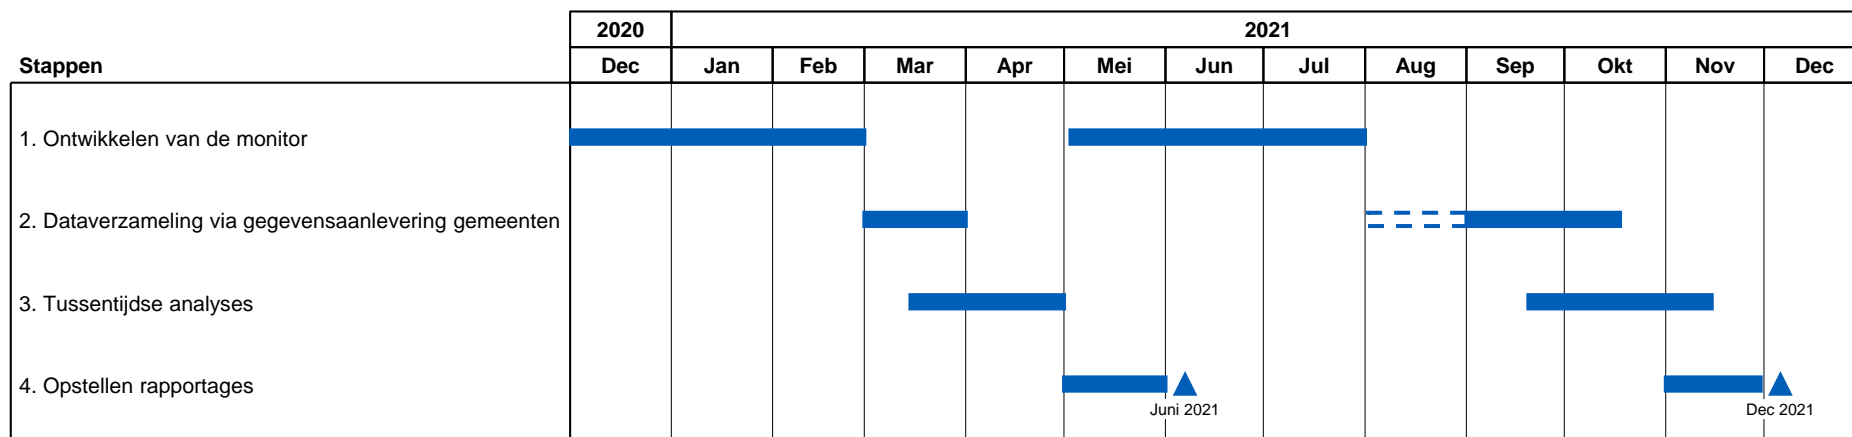 2020 2021
Stappen Dec Jan Feb Mar Apr Mei Jun Jul Aug Sep Okt Nov Dec
1. Ontwikkelen van de monitor
2. Dataverzameling via gegevensaanlevering gemeenten
3. Tussentijdse analyses
4. Opstellen rapportages
Juni 2021 Dec 2021